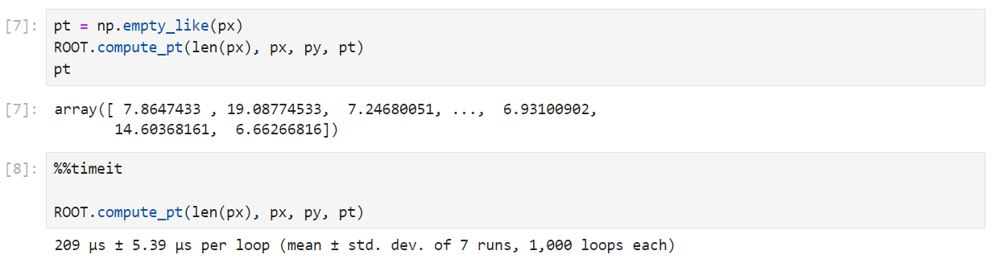 [7]: pt = np.empty_like(px)
ROOT.compute_pt(len(px), px, py, pt)
pt
[7]: array([ 7.8647433 , 19.08774533,  7.24680051, ...,  6.93100902,
       14.60368161,  6.66266816])
[8]: %%timeit
ROOT.compute_pt(len(px), px, py, pt)
209 µs ± 5.39 µs per loop (mean ± std. dev. of 7 runs, 1,000 loops each)